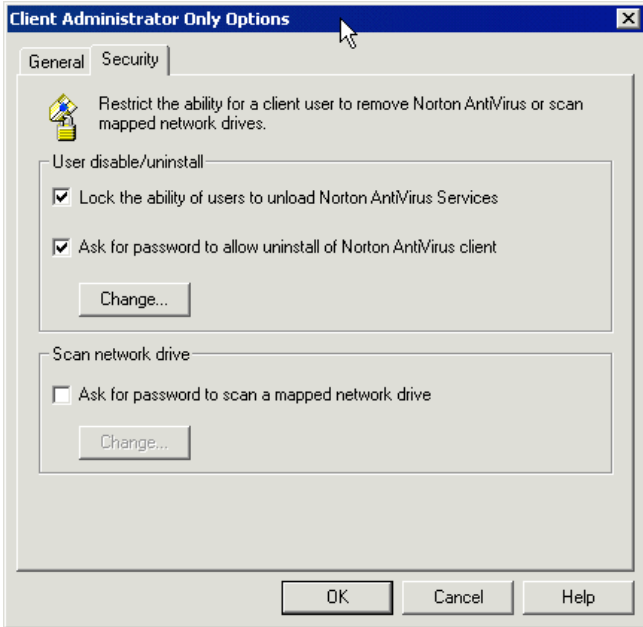 Client Administrator Only Options
General
Security
Restrict the ability for a client user to remove Norton AntiVirus or scan
mapped network drives.
User disable/uninstall
Lock the ability of users to unload Norton AntiVirus Services
Ask for password to allow uninstall of Norton AntiVirus client
Change...
Scan network drive
Ask for password to scan a mapped network drive
Change...
OK
Cancel
Help